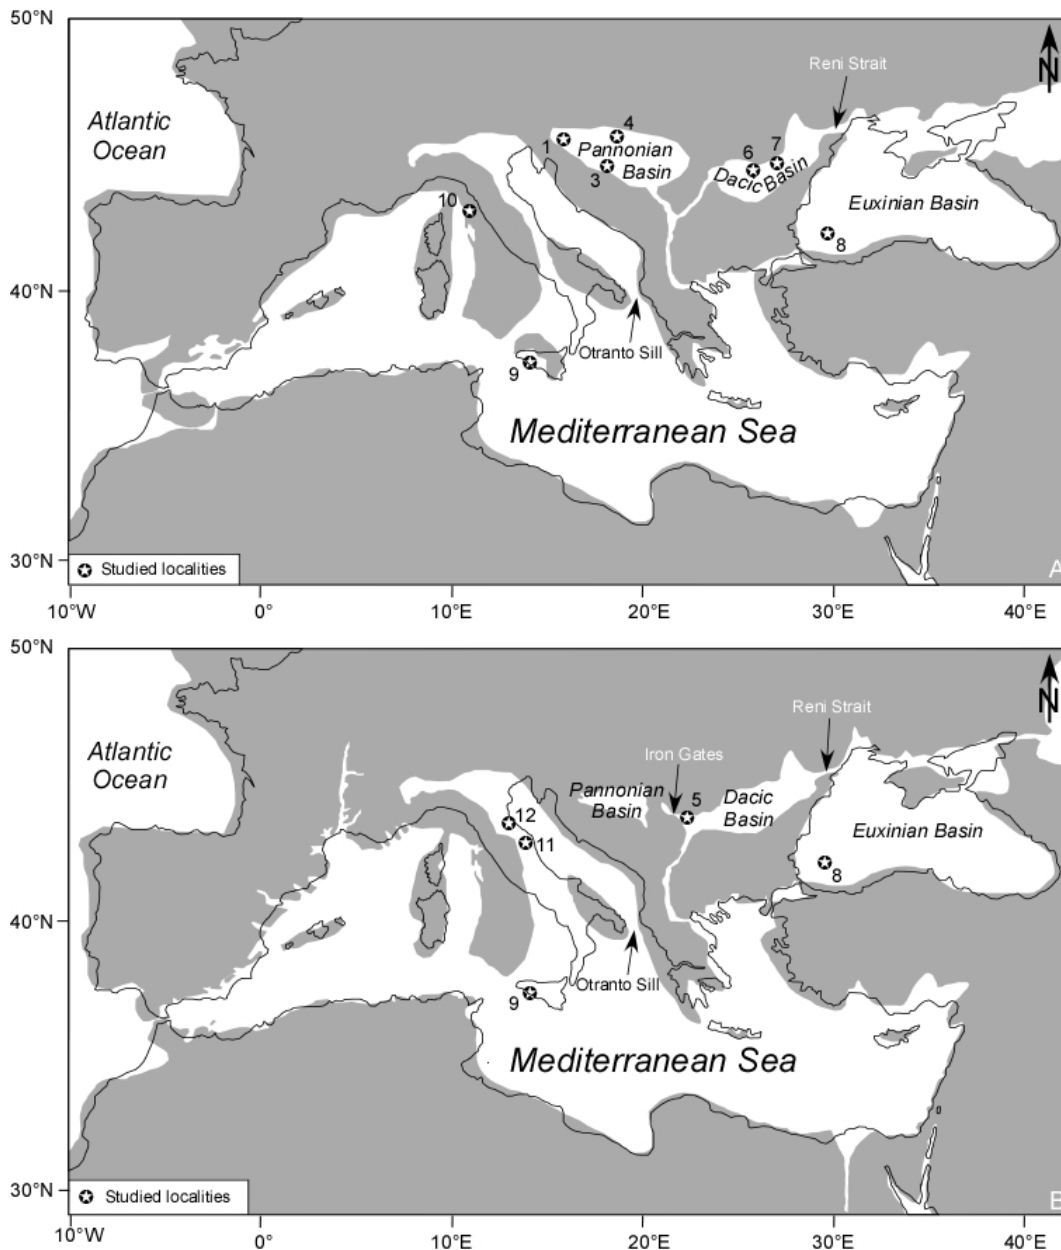 50°N
N
Reni Strait
Atlantic
Ocean
4
1
Pannonian
Basin
3
6
7
Dacic Basin
Euxinian Basin
8
10
40°N
Otranto Sill
9
Mediterranean Sea
30°N
Studied localities
A
10°W
0°
10°E
20°E
30°E
40°E
50°N
N
Reni Strait
Iron Gates
Atlantic
Ocean
Pannonian
Basin
5
Dacic
Basin
12
11
Euxinian Basin
8
40°N
Otranto Sill
9
Mediterranean Sea
30°N
Studied localities
B
10°W
0°
10°E
20°E
30°E
40°E